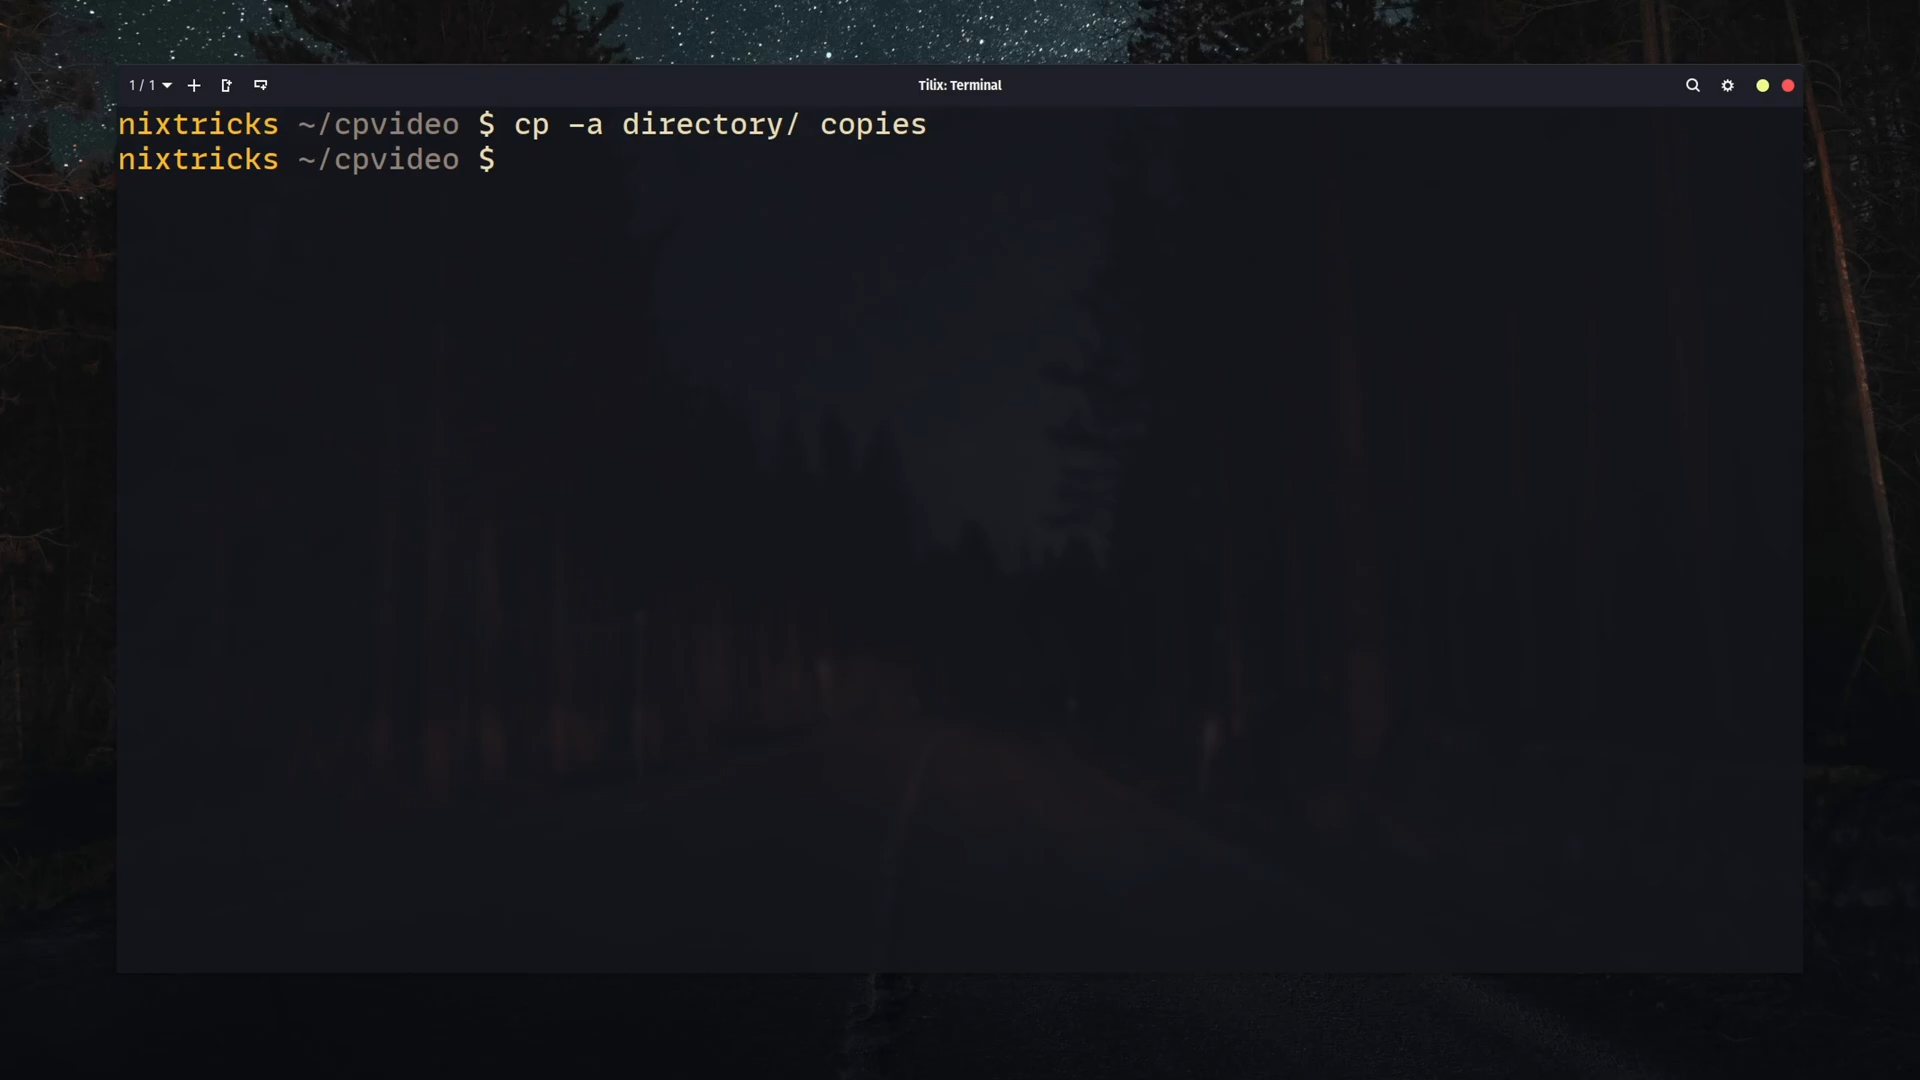 1 / 1
Tilix: Terminal
nixtricks ~/cpvideo $ cp -a directory/ copies
nixtricks ~/cpvideo $